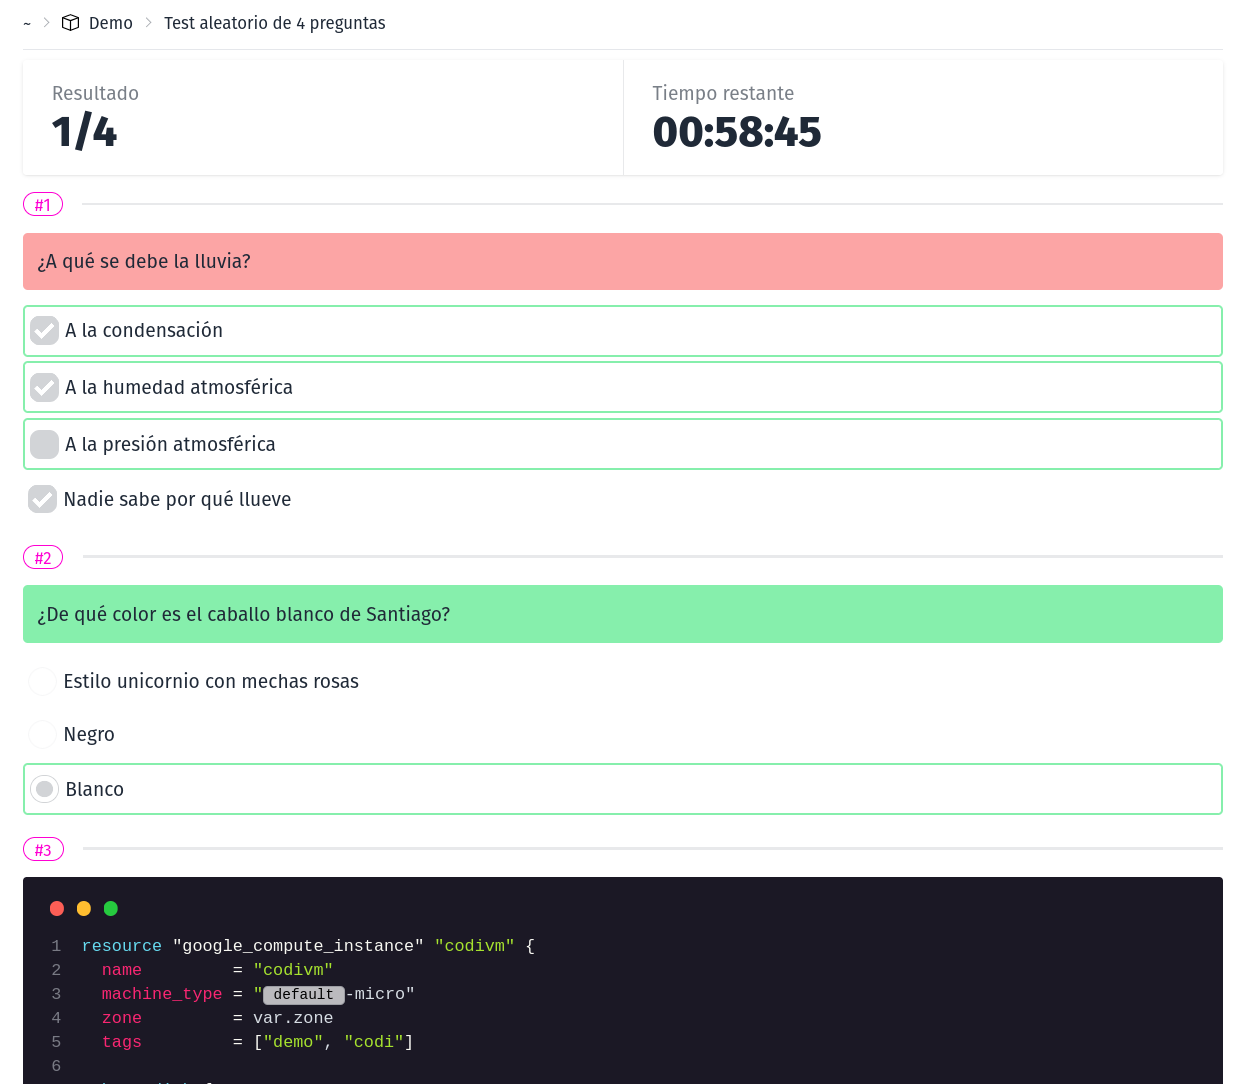 ~ > Demo > Test aleatorio de 4 preguntas
Resultado
1/4
Tiempo restante
00:58:45
#1
¿A qué se debe la lluvia?
A la condensación
A la humedad atmosférica
A la presión atmosférica
Nadie sabe por qué llueve
#2
¿De qué color es el caballo blanco de Santiago?
Estilo unicornio con mechas rosas
Negro
Blanco
#3
1 resource "google_compute_instance" "codivm" {
2   name         = "codivm"
3   machine_type = "default-micro"
4   zone         = var.zone
5   tags         = ["demo", "codi"]
6